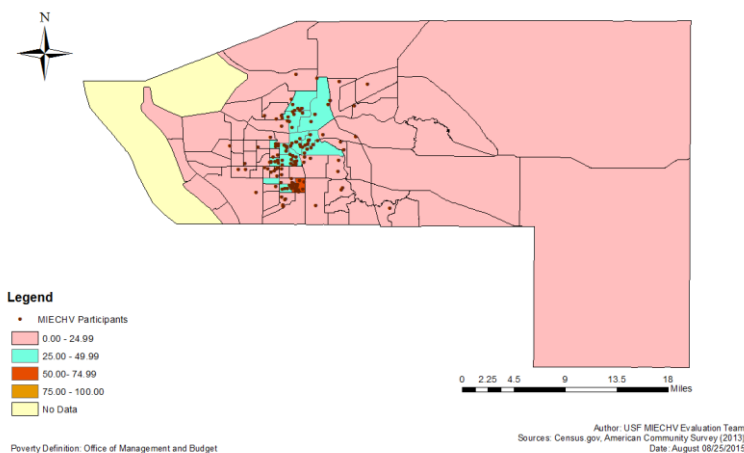 N
Legend
MIECHV Participants
0.00 - 24.99
25.00 - 49.99
50.00 - 74.99
75.00 - 100.00
No Data
0 2.25 4.5 9 13.5 18
Miles
Author: USF MIECHV Evaluation Team
Sources: Census.gov, American Community Survey (2013)
Poverty Definition: Office of Management and Budget
Date: August 08/25/2015